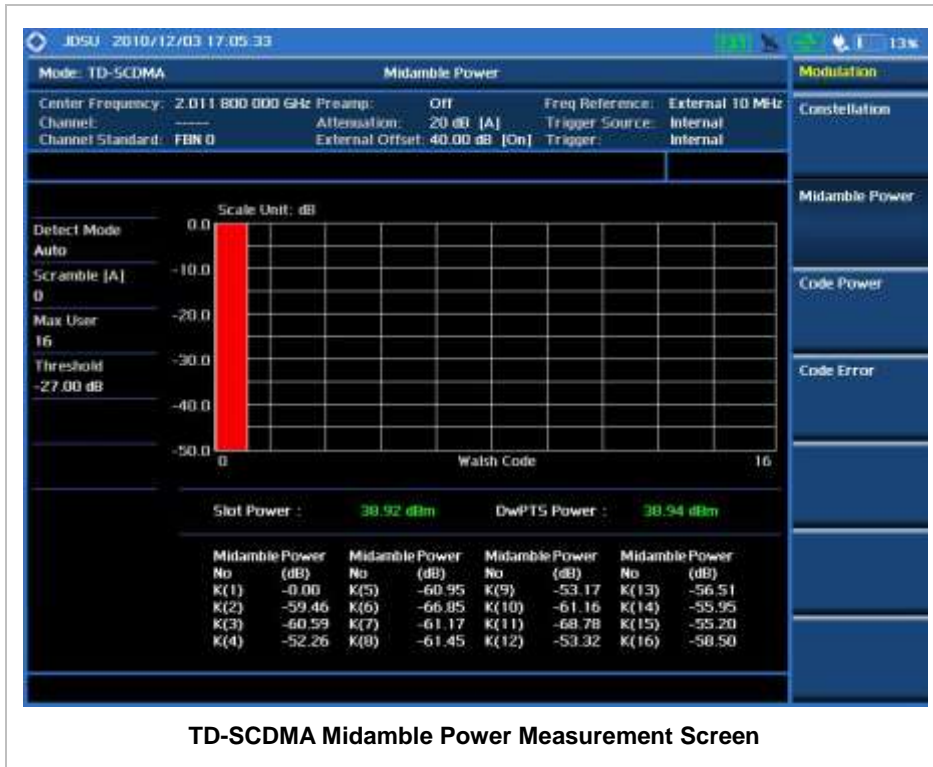 JDSU 2010/12/03 17:05:33 13%
Mode: TD-SCDMA Midamble Power Modulation
Center Frequency: 2.011 800 000 GHz Preamp: Off Freq Reference: External 10 MHz
Channel: ----- Attenuation: 20 dB [A] Trigger Source: Internal
Channel Standard: FBN 0 External Offset: 40.00 dB [On] Trigger: Internal
Constellation
Midamble Power
Code Power
Code Error
Detect Mode
Auto
Scramble [A]
0
Max User
16
Threshold
-27.00 dB
Scale Unit: dB
0.0
-10.0
-20.0
-30.0
-40.0
-50.0
0 Walsh Code 16
Slot Power : 38.92 dBm DwPTS Power : 38.94 dBm
Midamble Power Midamble Power Midamble Power Midamble Power
No (dB) No (dB) No (dB) No (dB)
K(1) -0.00 K(5) -60.95 K(9) -53.17 K(13) -56.51
K(2) -59.46 K(6) -66.85 K(10) -61.16 K(14) -55.95
K(3) -60.59 K(7) -61.17 K(11) -68.78 K(15) -55.20
K(4) -52.26 K(8) -61.45 K(12) -53.32 K(16) -58.50
TD-SCDMA Midamble Power Measurement Screen